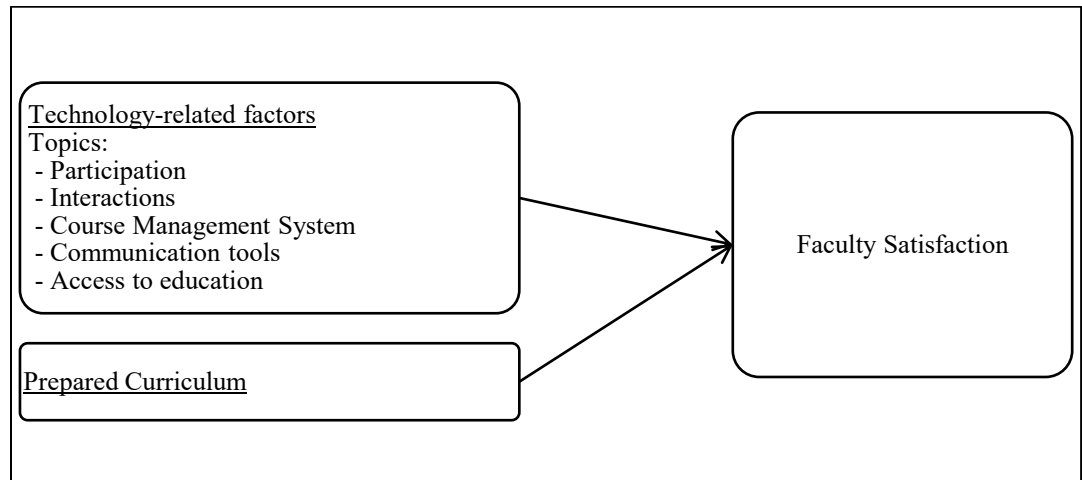 Technology-related factors
Topics:
- Participation
- Interactions
- Course Management System
- Communication tools
- Access to education
Faculty Satisfaction
Prepared Curriculum